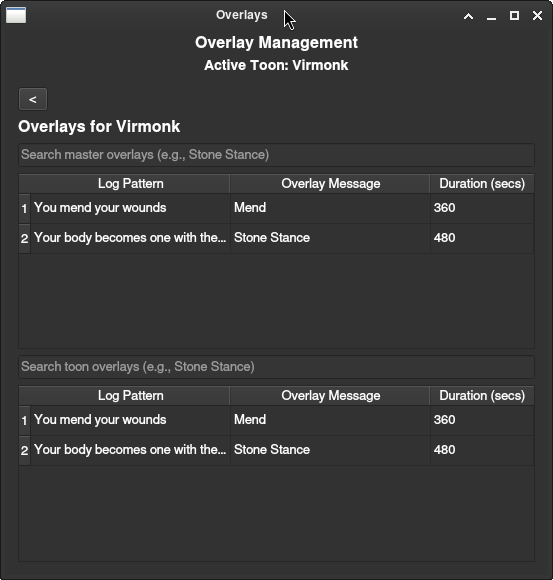 Overlays
Overlay Management
Active Toon: Virmonk
<
Overlays for Virmonk
Search master overlays (e.g., Stone Stance)
Log Pattern Overlay Message Duration (secs)
1 You mend your wounds Mend 360
2 Your body becomes one with the... Stone Stance 480
Search toon overlays (e.g., Stone Stance)
Log Pattern Overlay Message Duration (secs)
1 You mend your wounds Mend 360
2 Your body becomes one with the... Stone Stance 480